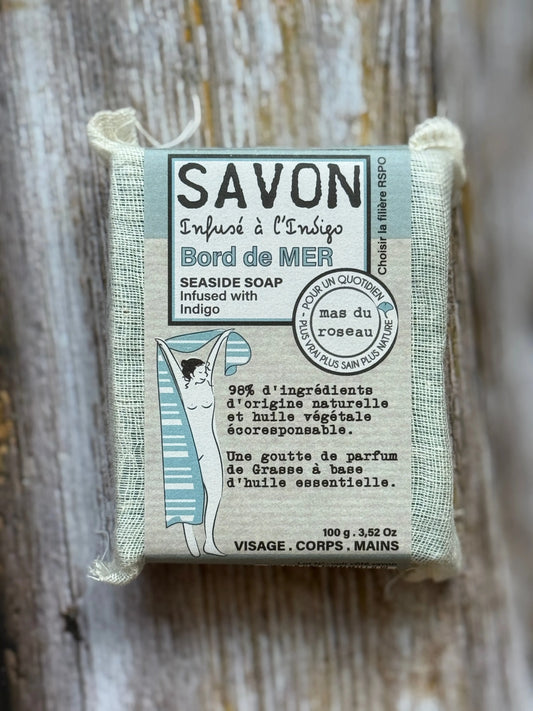 SAVON
Infusé à l'Indigo
Bord de MER
SEASIDE SOAP
Infused with
Indigo
Choisir la filière RSPO
POUR UN QUOTIDIEN
PLUS VRAI PLUS SAIN PLUS NATURE
mas du
roseau
98% d'ingrédients
d'origine naturelle
et huile végétale
écoresponsable.
Une goutte de parfum
de Grasse à base
d'huile essentielle.
100 g . 3,52 Oz
VISAGE . CORPS . MAINS